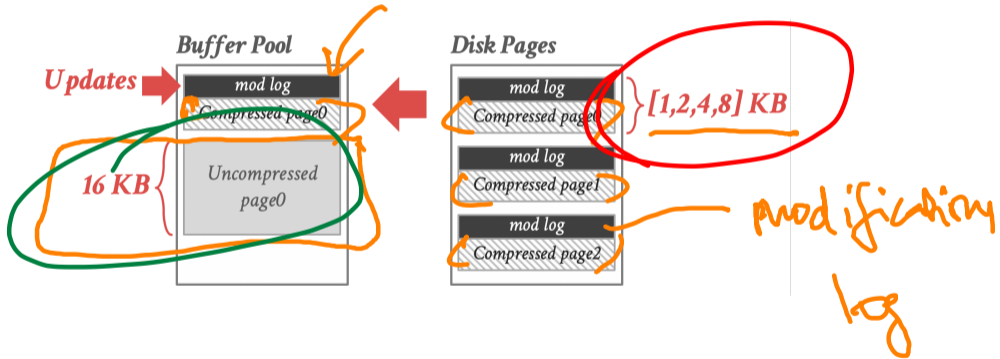 Buffer Pool
Disk Pages
Updates
mod log
Compressed page0
16 KB
Uncompressed
page0
mod log
Compressed page0
[1,2,4,8] KB
mod log
Compressed page1
mod log
Compressed page2
modification
log